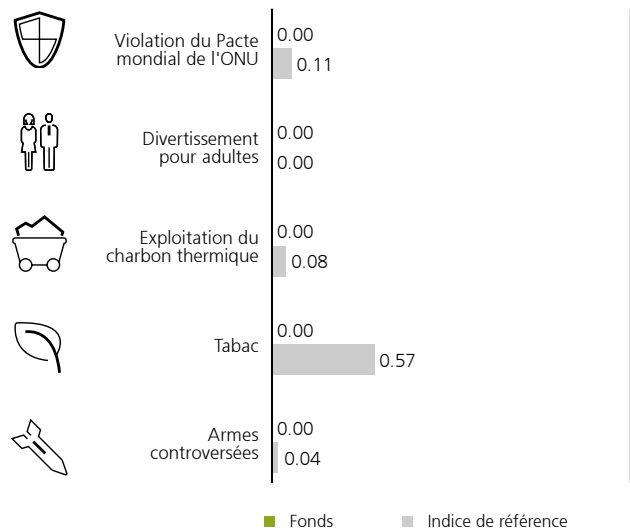 Violation du Pacte
mondial de l'ONU
0.00
0.11
Divertissement
pour adultes
0.00
0.00
Exploitation du
charbon thermique
0.00
0.08
Tabac
0.00
0.57
Armes
controversées
0.00
0.04
Fonds
Indice de référence